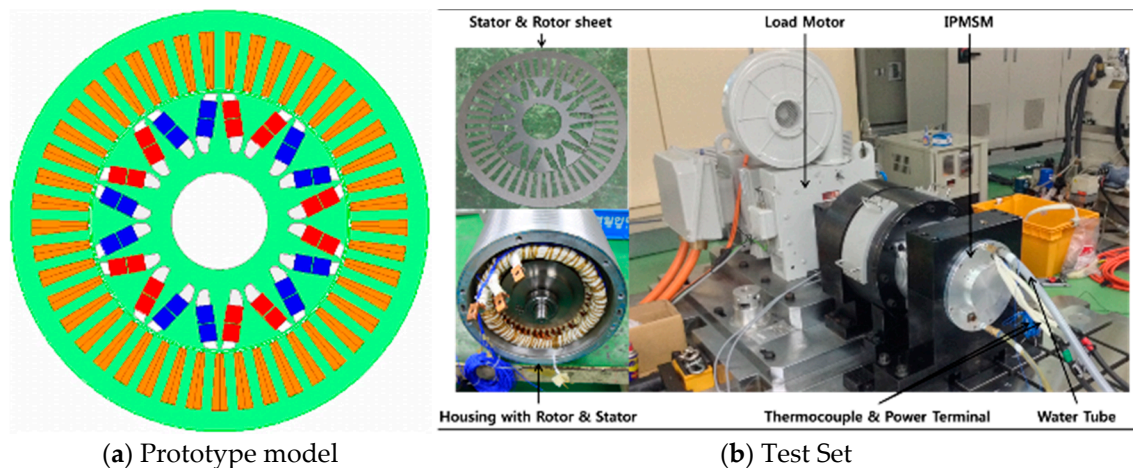 Stator & Rotor sheet
Load Motor
IPMSM
Housing with Rotor & Stator
Thermocouple & Power Terminal
Water Tube
(a) Prototype model
(b) Test Set